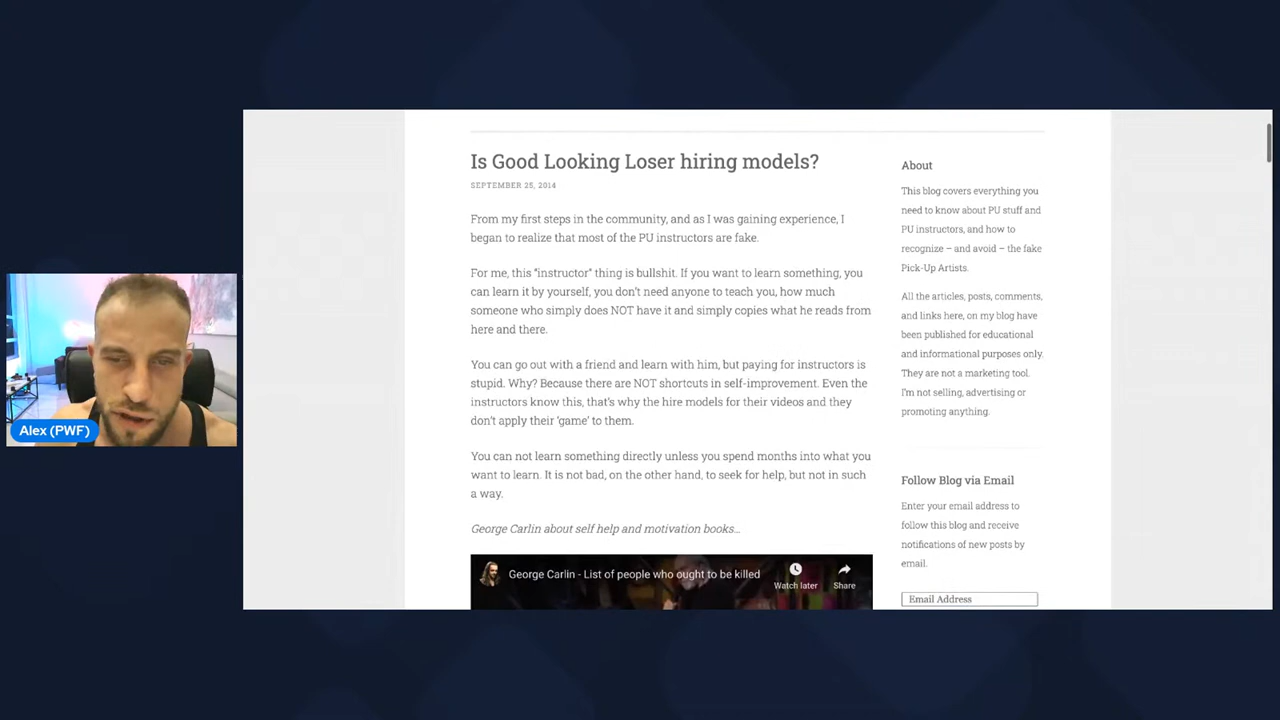 Is Good Looking Loser hiring models?
SEPTEMBER 25, 2014
From my first steps in the community, and as I was gaining experience, I
began to realize that most of the PU instructors are fake.
For me, this "instructor" thing is bullshit. If you want to learn something, you
can learn it by yourself, you don't need anyone to teach you, how much
someone who simply does NOT have it and simply copies what he reads from
here and there.
You can go out with a friend and learn with him, but paying for instructors is
stupid. Why? Because there are NOT shortcuts in self-improvement. Even the
instructors know this, that's why the hire models for their videos and they
don't apply their 'game' to them.
You can not learn something directly unless you spend months into what you
want to learn. It is not bad, on the other hand, to seek for help, but not in such
a way.
George Carlin about self help and motivation books...
George Carlin - List of people who ought to be killed
Watch later
Share
About
This blog covers everything you
need to know about PU stuff and
PU instructors, and how to
recognize – and avoid – the fake
Pick-Up Artists.
All the articles, posts, comments,
and links here, on my blog have
been published for educational
and informational purposes only.
They are not a marketing tool.
I'm not selling, advertising or
promoting anything.
Follow Blog via Email
Enter your email address to
follow this blog and receive
notifications of new posts by
email.
Email Address
Alex (PWF)